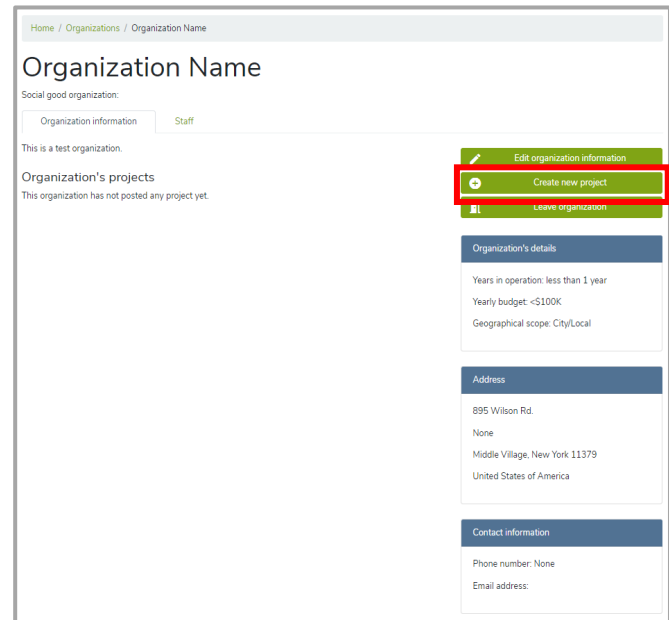 Home / Organizations / Organization Name
Organization Name
Social good organization:
Organization information
Staff
This is a test organization.
Organization's projects
This organization has not posted any project yet.
Edit organization information
Create new project
Leave organization
Organization's details
Years in operation: less than 1 year
Yearly budget: <$100K
Geographical scope: City/Local
Address
895 Wilson Rd.
None
Middle Village, New York 11379
United States of America
Contact information
Phone number: None
Email address: